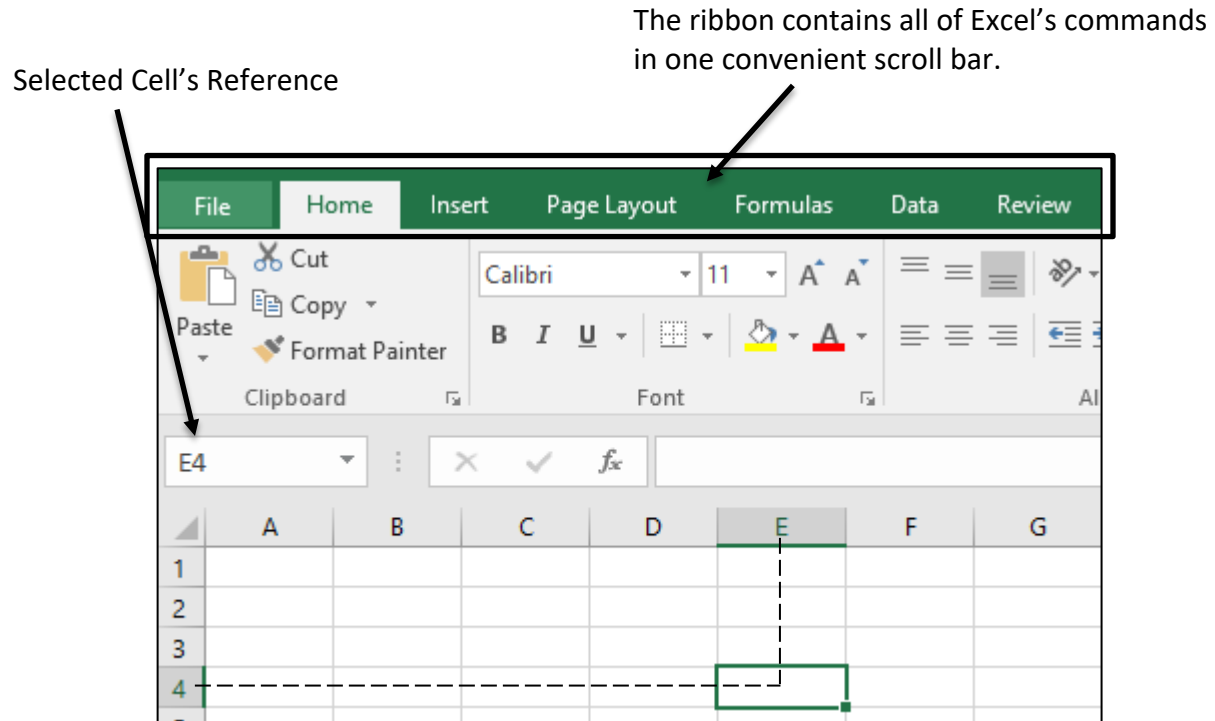 The ribbon contains all of Excel’s commands
in one convenient scroll bar.
Selected Cell’s Reference
File Home Insert Page Layout Formulas Data Review
Cut
Calibri 11 A A
Copy
Paste
B I U A
Format Painter
Clipboard Font
E4 fx
A B C D E F G
1
2
3
4